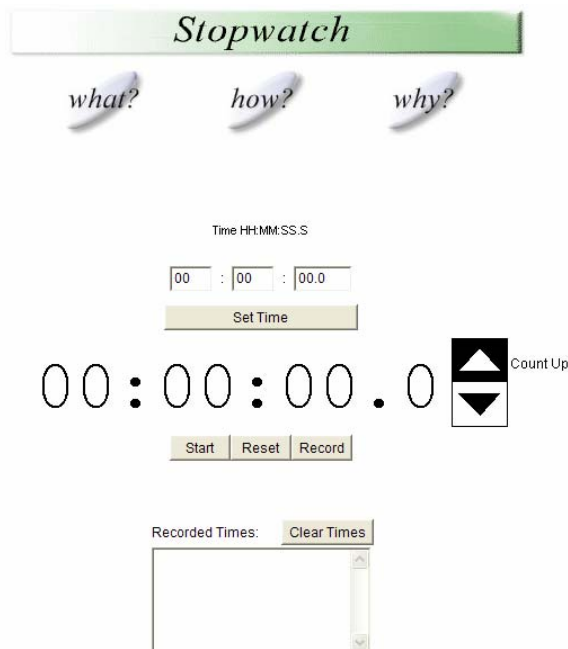 Stopwatch
what? how? why?
Time HH:MM:SS.S
00 : 00 : 00.0
Set Time
00:00:00.0 Count Up
Start Reset Record
Recorded Times: Clear Times